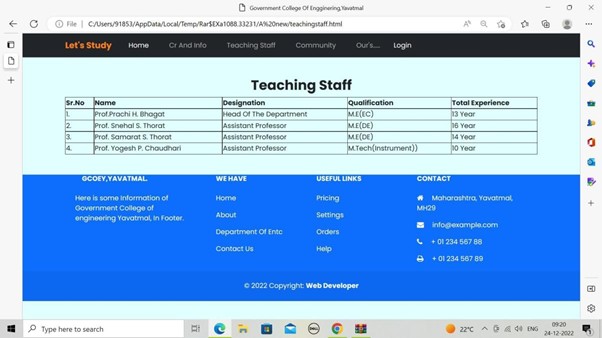 Government College Of Engginering,Yavatmal
File | C:/Users/91853/AppData/Local/Temp/Rar$EXa1088.33231/A%20new/teachingstaff.html
Let's Study Home Cr And Info Teaching Staff Community Our's..... Login
Teaching Staff
Sr.No Name Designation Qualification Total Experience
1. Prof.Prachi H. Bhagat Head Of The Department M.E(EC) 13 Year
2. Prof. Snehal S. Thorat Assistant Professor M.E(DE) 16 Year
3. Prof. Samarat S. Thorat Assistant Professor M.E(DE) 14 Year
4. Prof. Yogesh P. Chaudhari Assistant Professor M.Tech(Instrument)) 10 Year
GCOEY,YAVATMAL. WE HAVE USEFUL LINKS CONTACT
Here is some Information of Home Pricing Maharashtra, Yavatmal,
Government College of MH29
engineering Yavatmal, In Footer. About Settings info@example.com
Department Of Entc Orders + 01 234 567 88
Contact Us Help + 01 234 567 89
© 2022 Copyright: Web Developer
Type here to search DELL 22°C ENG 09:20
24-12-2022